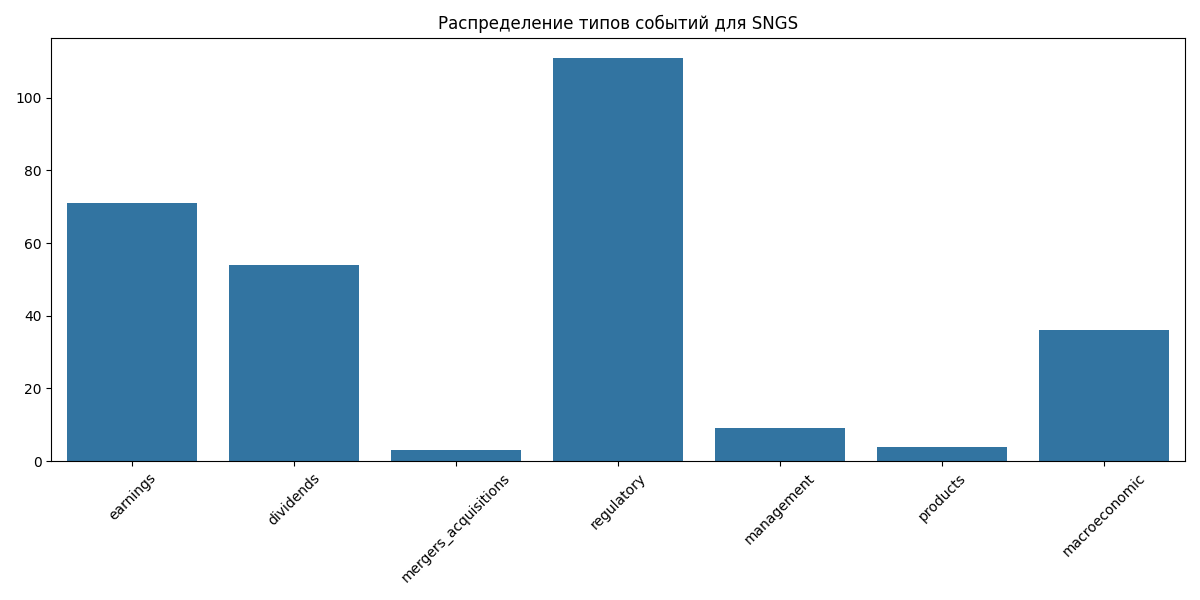 Распределение типов событий для SNGS
100
80
60
40
20
0
earnings
dividends
mergers_acquisitions
regulatory
management
products
macroeconomic